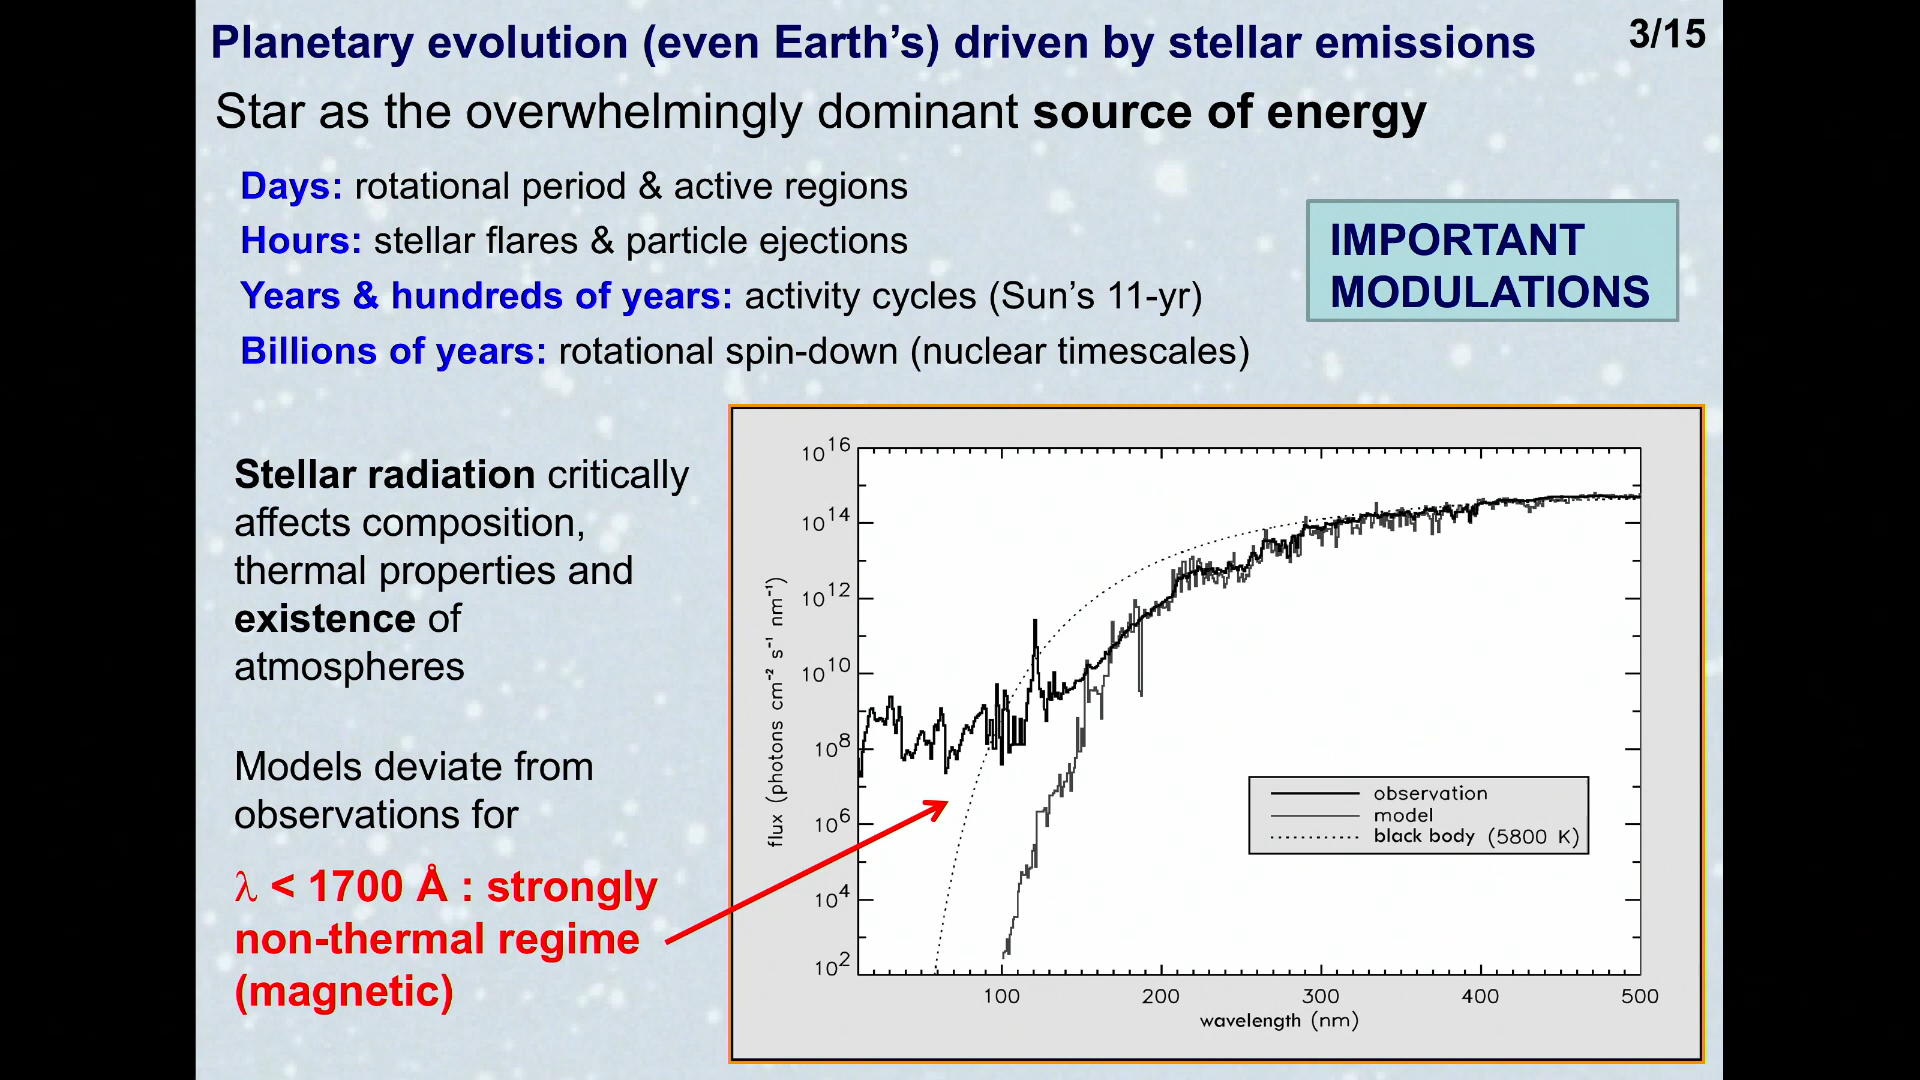 Planetary evolution (even Earth's) driven by stellar emissions
3/15
Star as the overwhelmingly dominant source of energy
Days: rotational period & active regions
Hours: stellar flares & particle ejections
Years & hundreds of years: activity cycles (Sun's 11-yr)
Billions of years: rotational spin-down (nuclear timescales)
IMPORTANT
MODULATIONS
Stellar radiation critically
affects composition,
thermal properties and
existence of
atmospheres
Models deviate from
observations for
λ < 1700 Å : strongly
non-thermal regime
(magnetic)
10^16
10^14
10^12
10^10
10^8
10^6
10^4
10^2
flux (photons cm^-2 s^-1 nm^-1)
observation
model
black body (5800 K)
100 200 300 400 500
wavelength (nm)